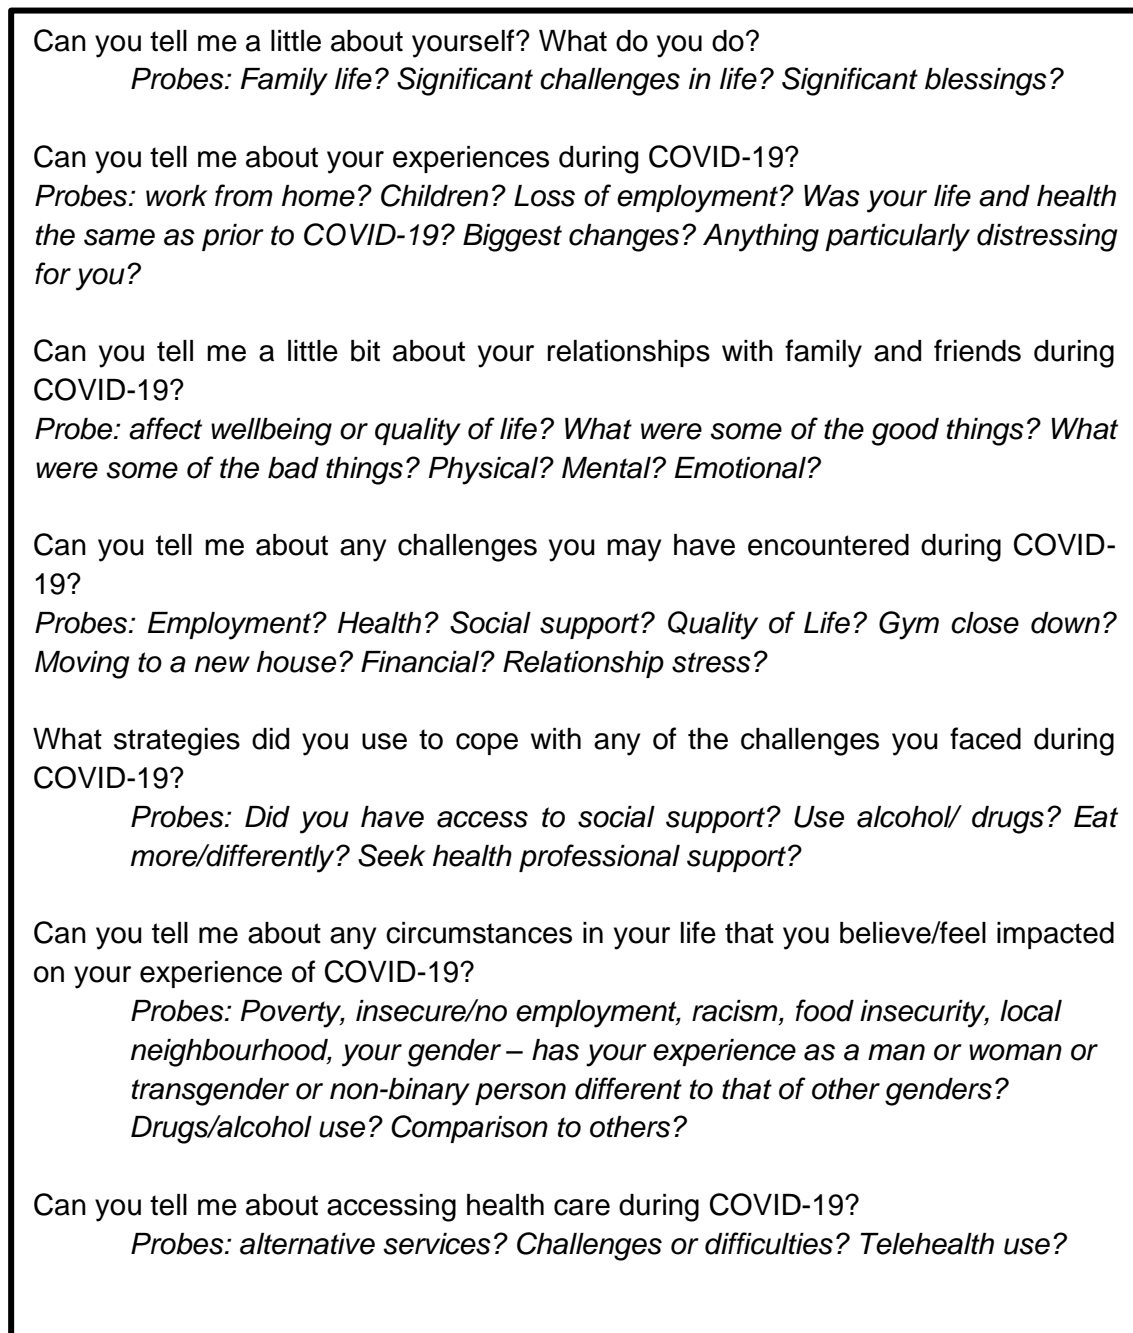 Can you tell me a little about yourself? What do you do?
Probes: Family life? Significant challenges in life? Significant blessings?
Can you tell me about your experiences during COVID-19?
Probes: work from home? Children? Loss of employment? Was your life and health
the same as prior to COVID-19? Biggest changes? Anything particularly distressing
for you?
Can you tell me a little bit about your relationships with family and friends during
COVID-19?
Probe: affect wellbeing or quality of life? What were some of the good things? What
were some of the bad things? Physical? Mental? Emotional?
Can you tell me about any challenges you may have encountered during COVID-
19?
Probes: Employment? Health? Social support? Quality of Life? Gym close down?
Moving to a new house? Financial? Relationship stress?
What strategies did you use to cope with any of the challenges you faced during
COVID-19?
Probes: Did you have access to social support? Use alcohol/ drugs? Eat
more/differently? Seek health professional support?
Can you tell me about any circumstances in your life that you believe/feel impacted
on your experience of COVID-19?
Probes: Poverty, insecure/no employment, racism, food insecurity, local
neighbourhood, your gender – has your experience as a man or woman or
transgender or non-binary person different to that of other genders?
Drugs/alcohol use? Comparison to others?
Can you tell me about accessing health care during COVID-19?
Probes: alternative services? Challenges or difficulties? Telehealth use?